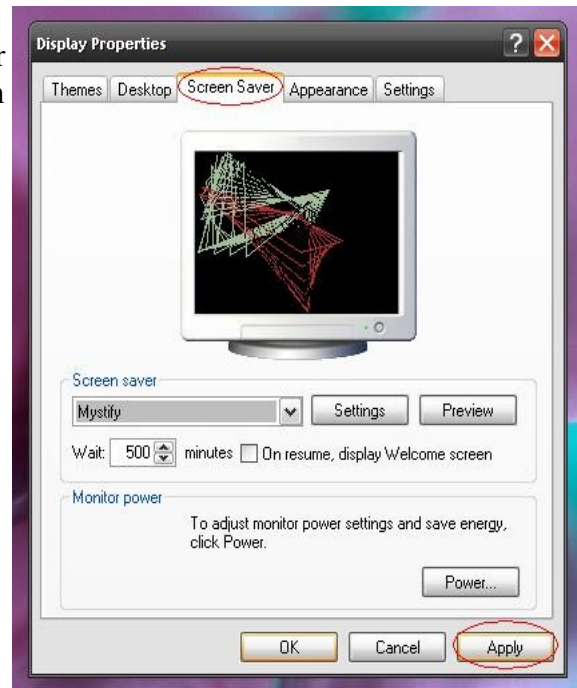 Display Properties
Themes Desktop Screen Saver Appearance Settings
Screen saver
Mystify Settings Preview
Wait: 500 minutes On resume, display Welcome screen
Monitor power
To adjust monitor power settings and save energy,
click Power.
Power...
OK Cancel Apply